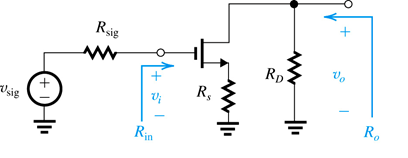 R_sig
v_sig
+
−
+
v_i
−
R_in
R_s
R_D
+
v_o
−
R_o